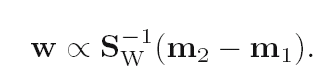 w ∝ S_W^{-1}(m_2 − m_1).